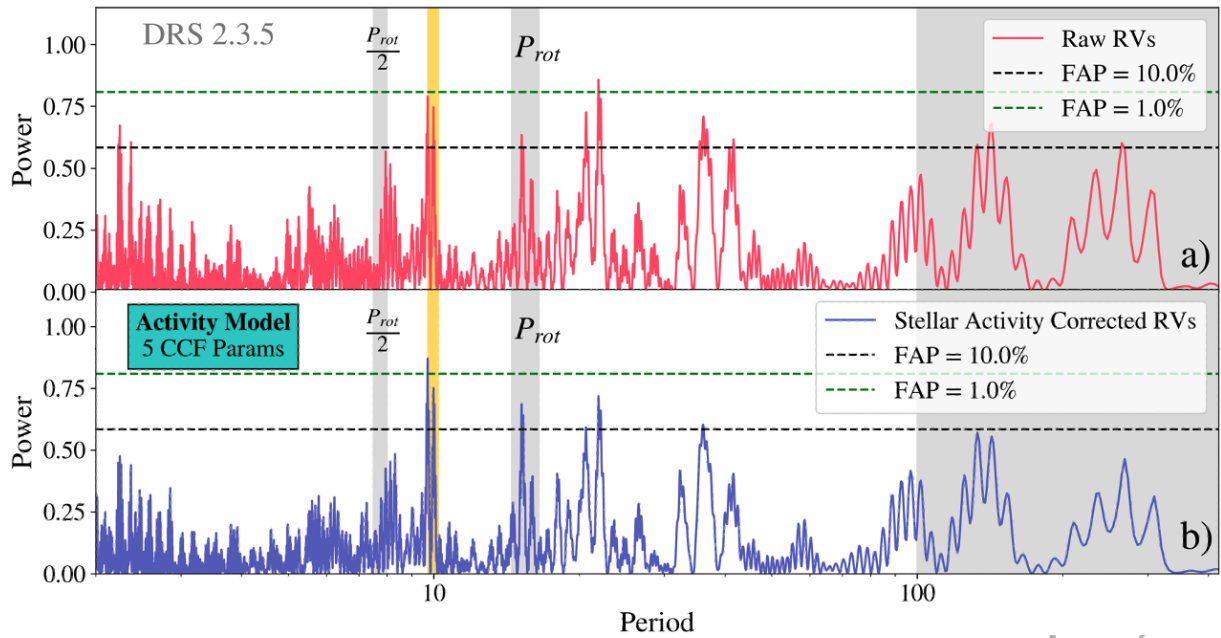 DRS 2.3.5
P_rot
2
P_rot
Raw RVs
FAP = 10.0%
FAP = 1.0%
1.00
0.75
0.50
0.25
0.00
Power
a)
Activity Model
5 CCF Params
P_rot
2
P_rot
Stellar Activity Corrected RVs
FAP = 10.0%
FAP = 1.0%
1.00
0.75
0.50
0.25
0.00
Power
b)
10
100
Period